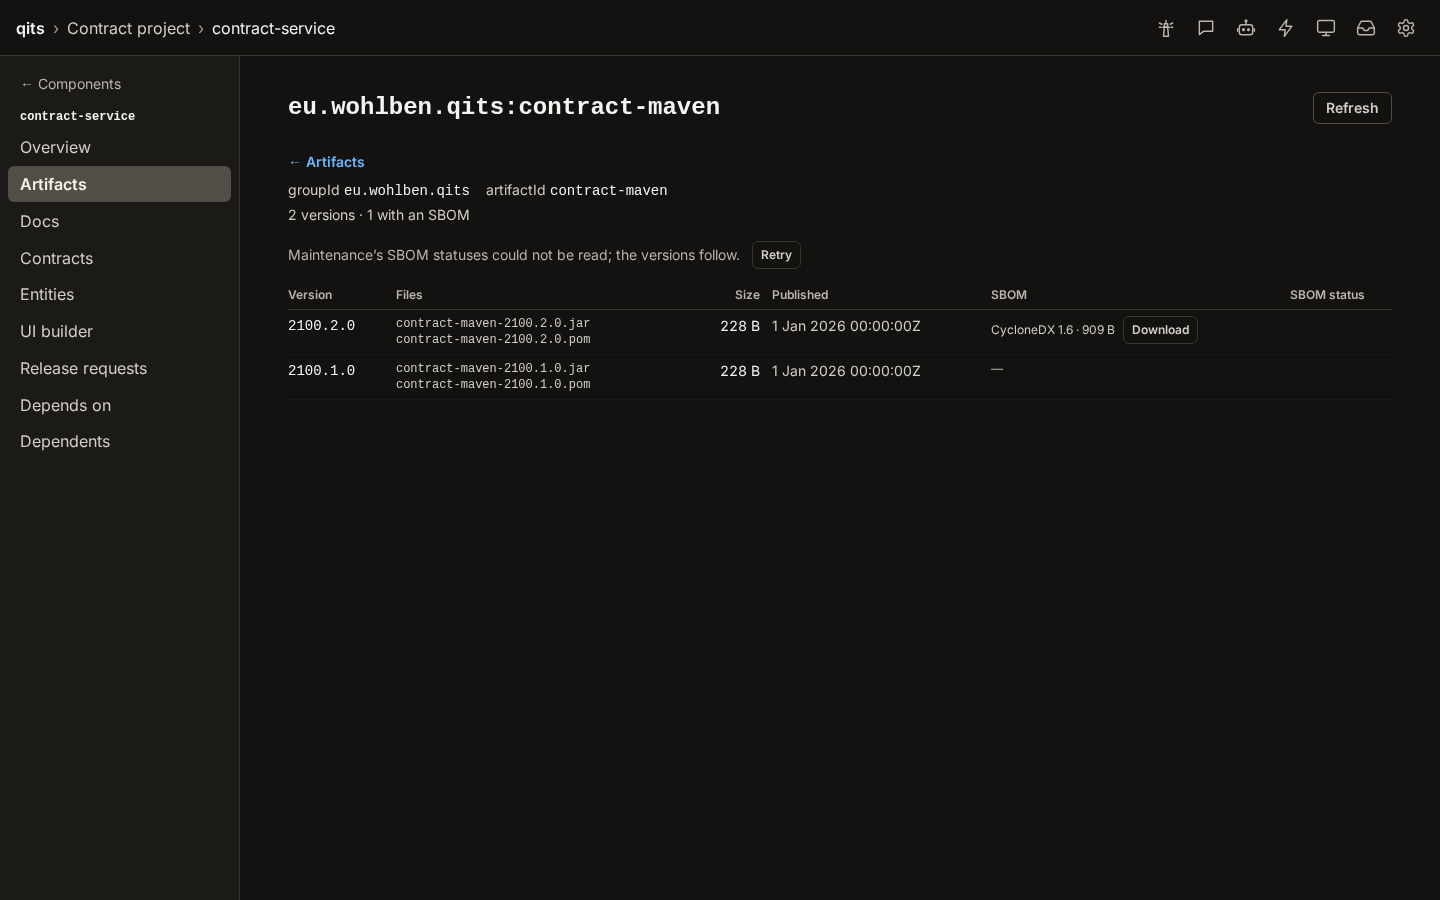 qits › Contract project › contract-service
← Components
contract-service
Overview
Artifacts
Docs
Contracts
Entities
UI builder
Release requests
Depends on
Dependents
eu.wohlben.qits:contract-maven
Refresh
← Artifacts
groupId eu.wohlben.qits artifactId contract-maven
2 versions · 1 with an SBOM
Maintenance’s SBOM statuses could not be read; the versions follow. Retry
Version Files Size Published SBOM SBOM status
2100.2.0 contract-maven-2100.2.0.jar 228 B 1 Jan 2026 00:00:00Z CycloneDX 1.6 · 909 B Download
contract-maven-2100.2.0.pom
2100.1.0 contract-maven-2100.1.0.jar 228 B 1 Jan 2026 00:00:00Z —
contract-maven-2100.1.0.pom